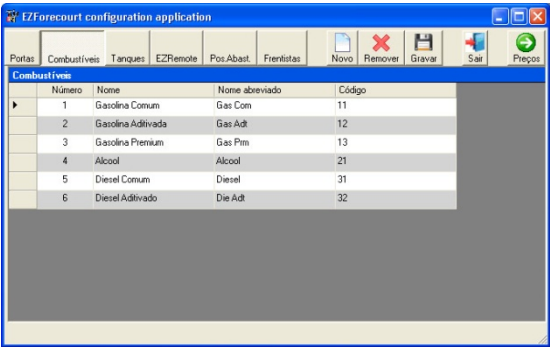 EZForecourt configuration application
Portas Combustíveis Tanques EZRemote Pos.Abast. Frentistas Novo Remover Gravar Sair Preços
Combustíveis
Número Nome Nome abreviado Código
1 Gasolina Comum Gas Com 11
2 Gasolina Aditivada Gas Adt 12
3 Gasolina Premium Gas Prm 13
4 Alcool Alcool 21
5 Diesel Comum Diesel 31
6 Diesel Aditivado Die Adt 32